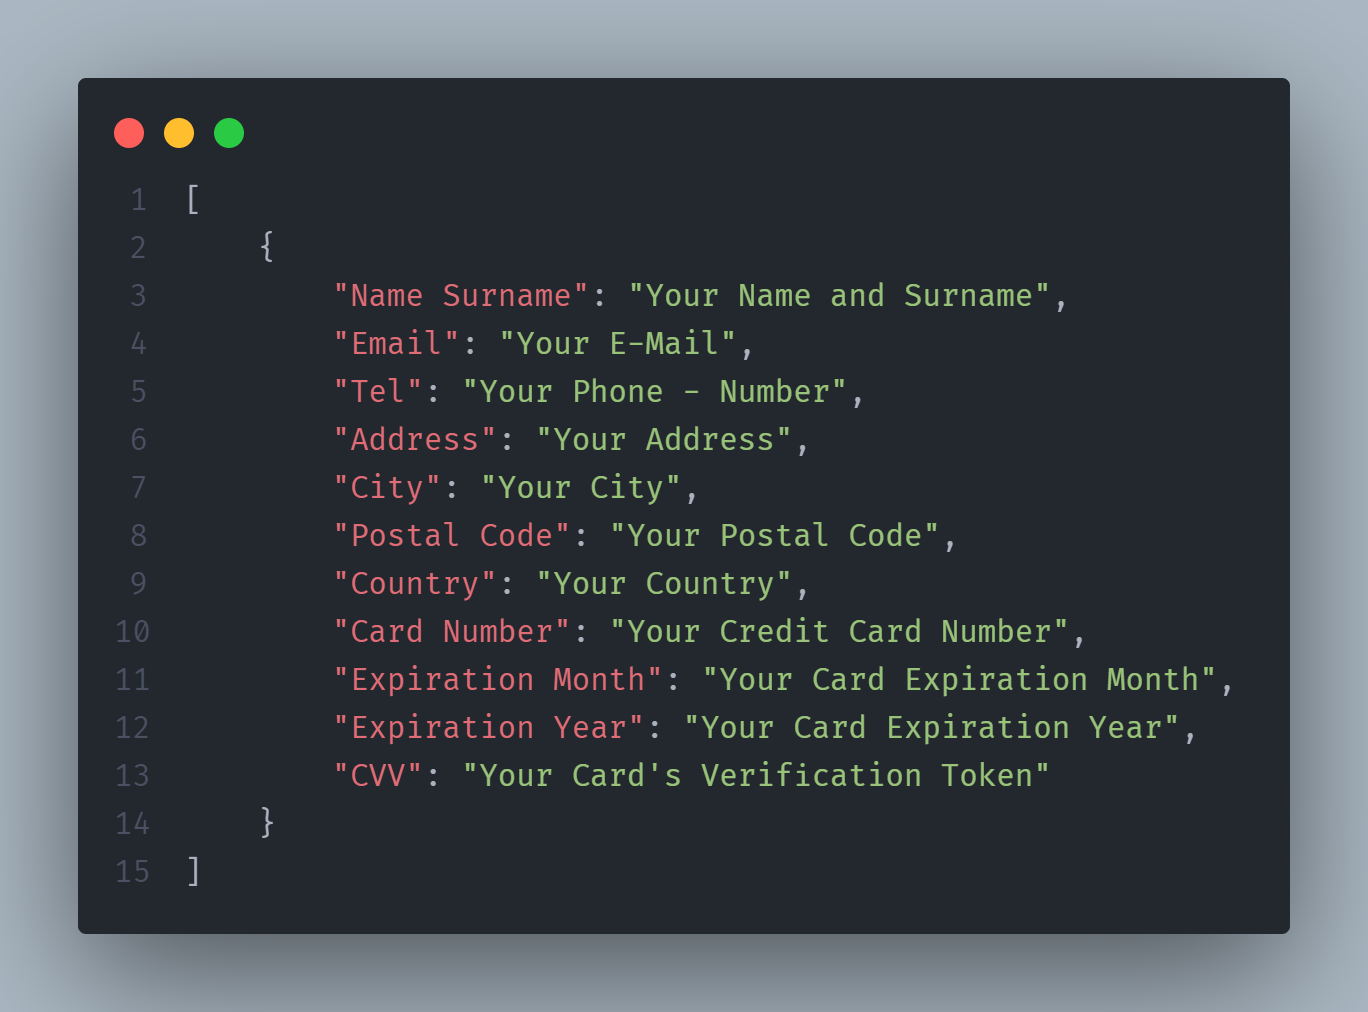 1 [
2 {
3 "Name Surname": "Your Name and Surname",
4 "Email": "Your E-Mail",
5 "Tel": "Your Phone - Number",
6 "Address": "Your Address",
7 "City": "Your City",
8 "Postal Code": "Your Postal Code",
9 "Country": "Your Country",
10 "Card Number": "Your Credit Card Number",
11 "Expiration Month": "Your Card Expiration Month",
12 "Expiration Year": "Your Card Expiration Year",
13 "CVV": "Your Card's Verification Token"
14 }
15 ]